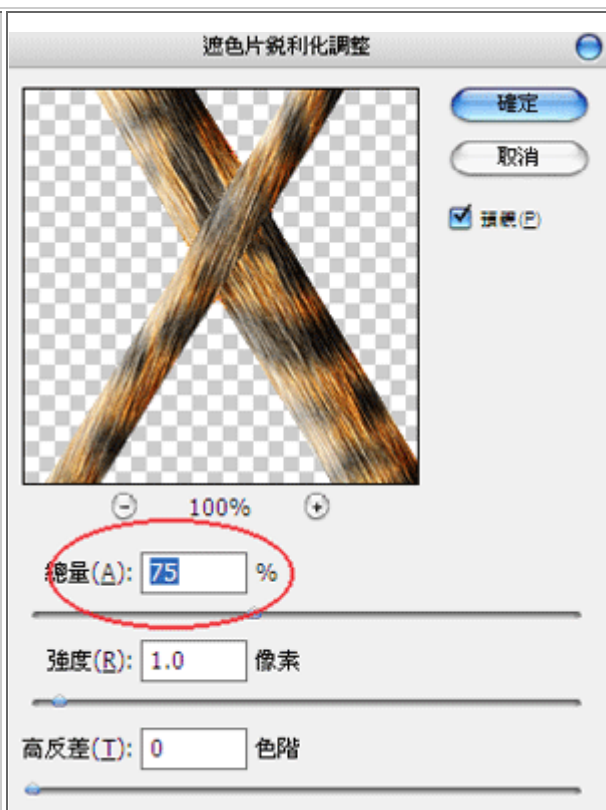 遮色片銳利化調整
確定
取消
預視(P)
100%
總量(A): 75 %
強度(R): 1.0 像素
高反差(T): 0 色階